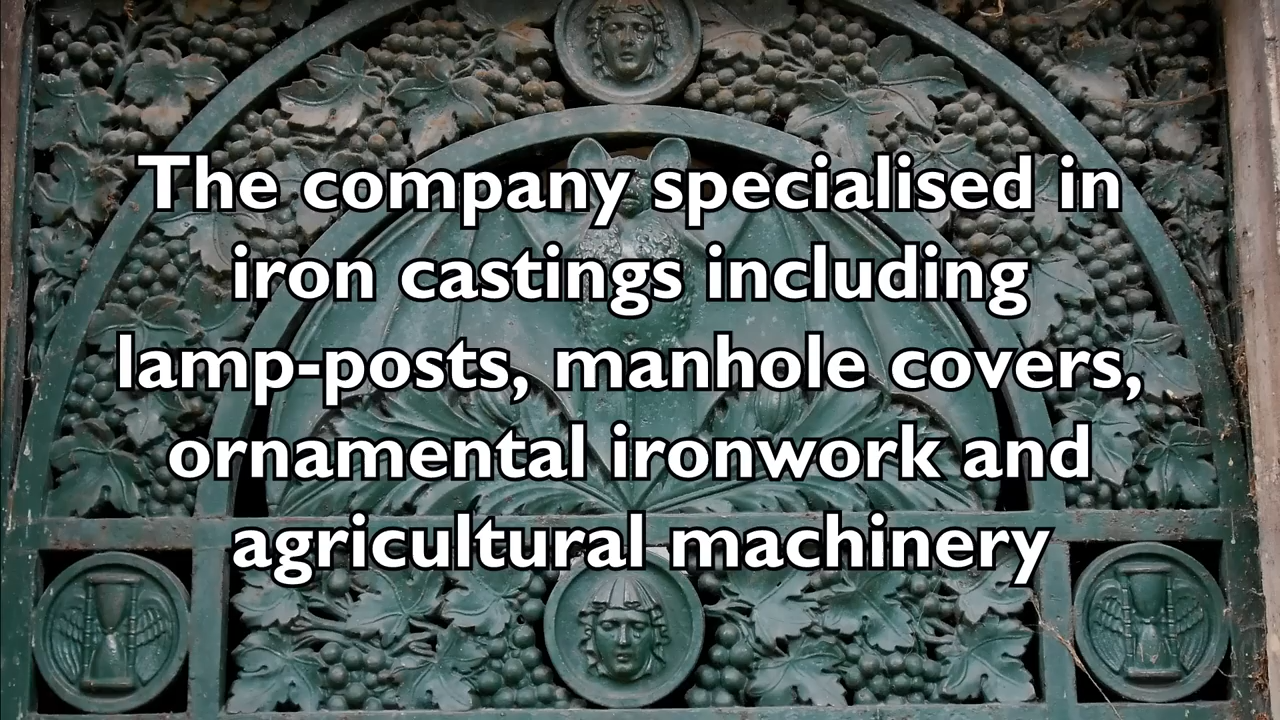 The company specialised in
iron castings including
lamp-posts, manhole covers,
ornamental ironwork and
agricultural machinery